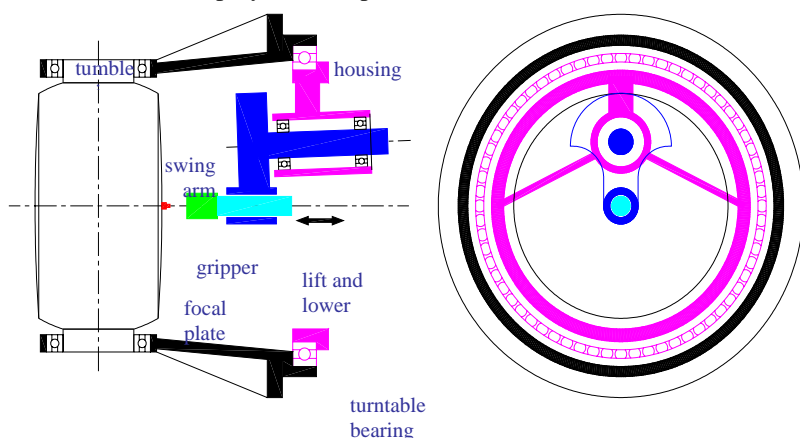 tumble
housing
swing
arm
gripper
lift and
lower
focal
plate
turntable
bearing